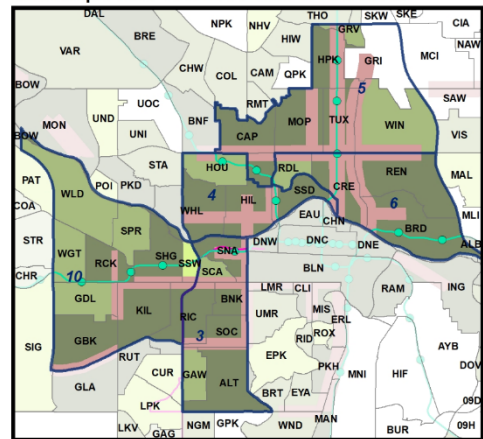 DAL BRE NPK NHV THO SKW SKE
VAR HIW GRV CIA
CHW COL CAM QPK HPK GRI MCI NAW
BOW UOC RMT 5 SAW
MON UND BNF CAP MOP TUX WIN VIS
BOW UNI
PAT STA HOU RDL REN MAL
WLD POI PKD 4 SSD CRE 6
COA WHL HIL MLI
STR SPR EAU CHN BRD
WGT RCK SHG SSW SNA DNW DNC DNE ALB
CHR 10 SCA BLN ING
GDL LMR CLI RAM
KIL RIC BNK UMR MIS
SIG GBK 3 SOC ERL AYB
RUT RID ROX
GLA CUR EPK PKH DOV
GAW ALT MNI HIF
LPK BRT EYA 09D
LKV GAG NGM GPK WND MAN BUR 09H